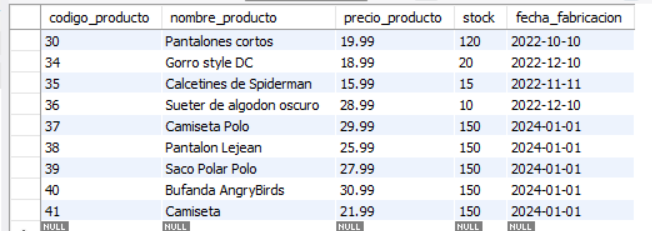 codigo_producto nombre_producto precio_producto stock fecha_fabricacion
30 Pantalones cortos 19.99 120 2022-10-10
34 Gorro style DC 18.99 20 2022-12-10
35 Calcetines de Spiderman 15.99 15 2022-11-11
36 Sueter de algodon oscuro 28.99 10 2022-12-10
37 Camiseta Polo 29.99 150 2024-01-01
38 Pantalon Lejean 25.99 150 2024-01-01
39 Saco Polar Polo 27.99 150 2024-01-01
40 Bufanda AngryBirds 30.99 150 2024-01-01
41 Camiseta 21.99 150 2024-01-01
NULL NULL NULL NULL NULL